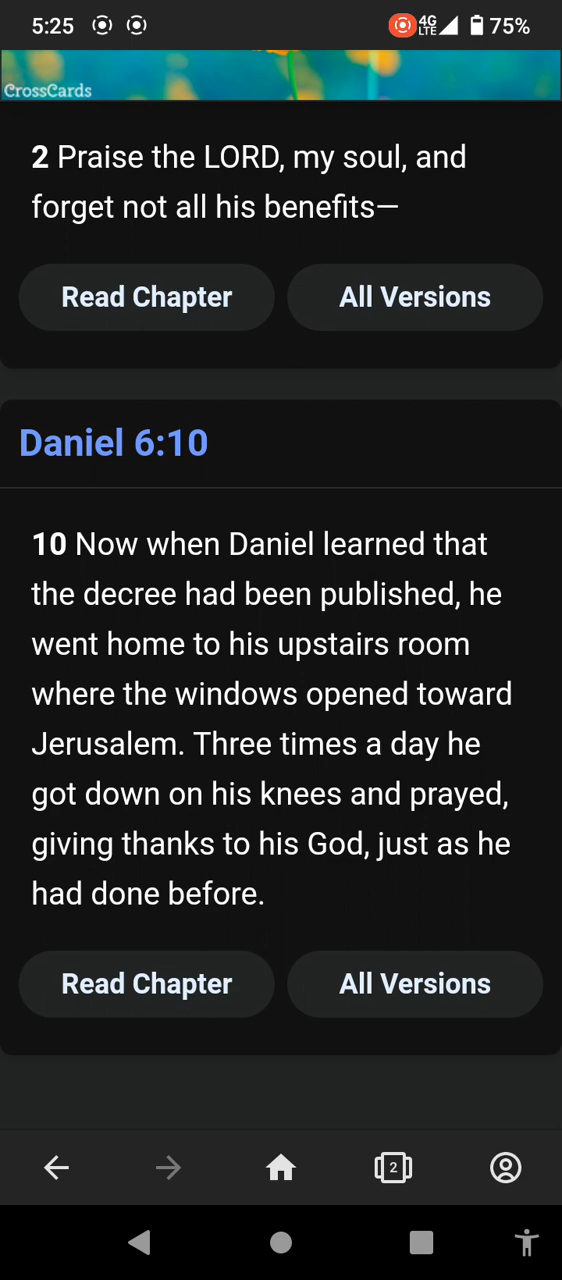 5:25
4G
LTE
75%
CrossCards
2 Praise the LORD, my soul, and
forget not all his benefits—
Read Chapter
All Versions
Daniel 6:10
10 Now when Daniel learned that
the decree had been published, he
went home to his upstairs room
where the windows opened toward
Jerusalem. Three times a day he
got down on his knees and prayed,
giving thanks to his God, just as he
had done before.
Read Chapter
All Versions
2